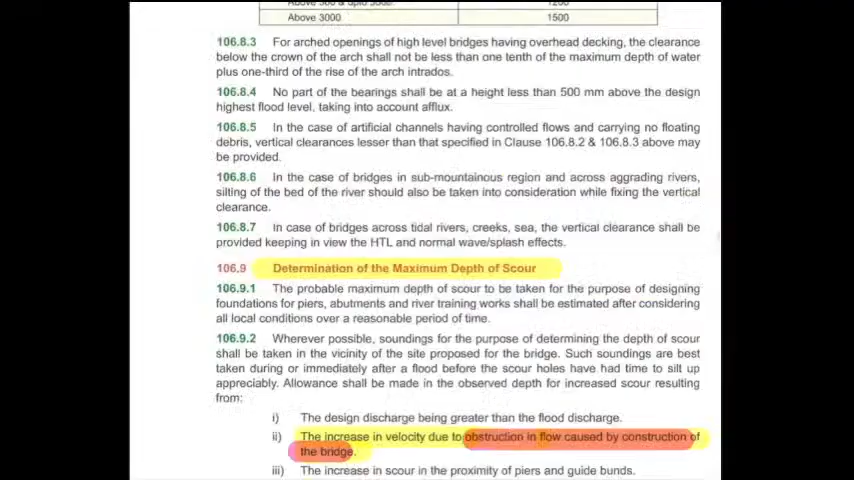 Above 3000 1500
106.8.3 For arched openings of high level bridges having overhead decking, the clearance
below the crown of the arch shall not be less than one tenth of the maximum depth of water
plus one-third of the rise of the arch intrados.
106.8.4 No part of the bearings shall be at a height less than 500 mm above the design
highest flood level, taking into account afflux.
106.8.5 In the case of artificial channels having controlled flows and carrying no floating
debris, vertical clearances lesser than that specified in Clause 106.8.2 & 106.8.3 above may
be provided.
106.8.6 In the case of bridges in sub-mountainous region and across aggrading rivers,
silting of the bed of the river should also be taken into consideration while fixing the vertical
clearance.
106.8.7 In case of bridges across tidal rivers, creeks, sea, the vertical clearance shall be
provided keeping in view the HTL and normal wave/splash effects.
106.9 Determination of the Maximum Depth of Scour
106.9.1 The probable maximum depth of scour to be taken for the purpose of designing
foundations for piers, abutments and river training works shall be estimated after considering
all local conditions over a reasonable period of time.
106.9.2 Wherever possible, soundings for the purpose of determining the depth of scour
shall be taken in the vicinity of the site proposed for the bridge. Such soundings are best
taken during or immediately after a flood before the scour holes have had time to silt up
appreciably. Allowance shall be made in the observed depth for increased scour resulting
from:
i) The design discharge being greater than the flood discharge.
ii) The increase in velocity due to obstruction in flow caused by construction of
the bridge.
iii) The increase in scour in the proximity of piers and guide bunds.